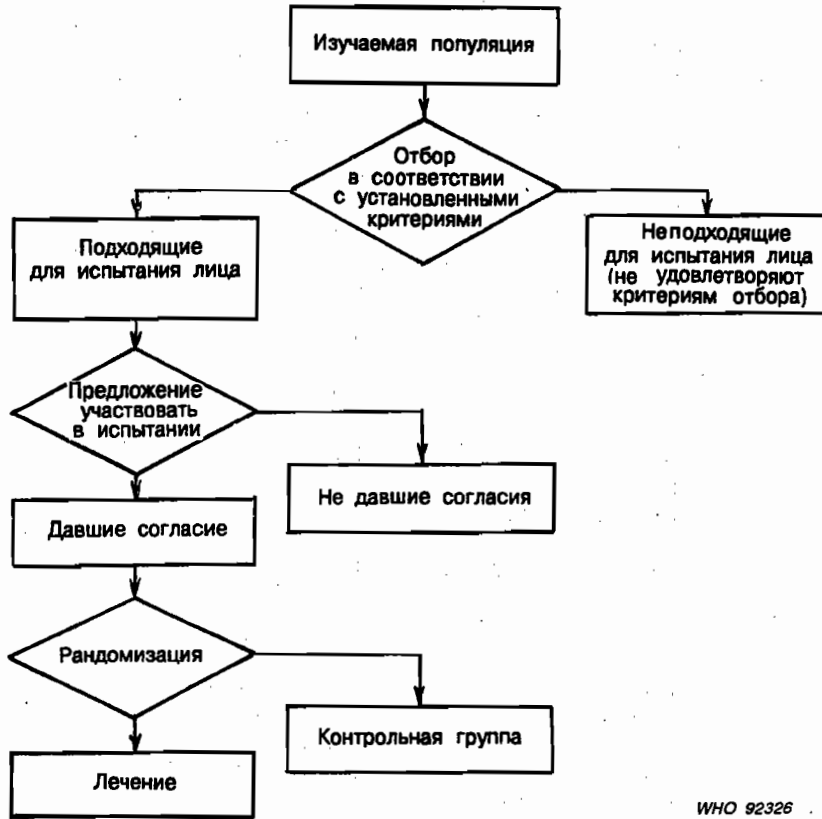 Изучаемая популяция
Отбор
в соответствии
с установленными
критериями
Подходящие
для испытания лица
Неподходящие
для испытания лица
(не удовлетворяют
критериям отбора)
Предложение
участвовать
в испытании
Не давшие согласия
Давшие согласие
Рандомизация
Контрольная группа
Лечение
WHO 92326